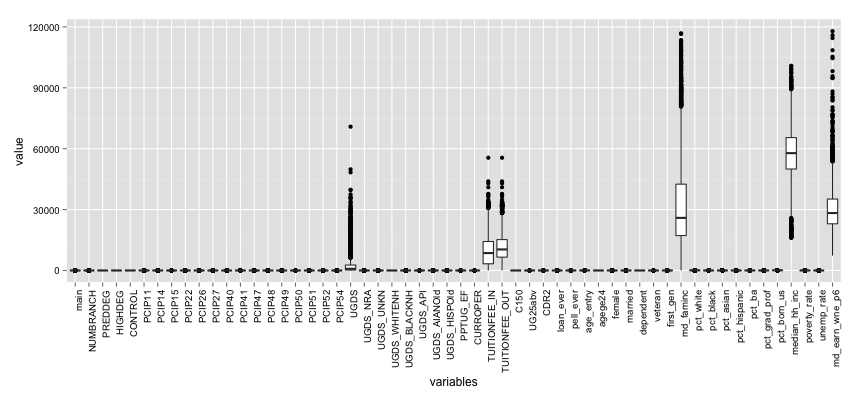 120000
90000
60000
30000
0
value
main
NUMBRANCH
PREDDEG
HIGHDEG
CONTROL
PCIP11
PCIP14
PCIP15
PCIP22
PCIP26
PCIP27
PCIP40
PCIP41
PCIP47
PCIP48
PCIP49
PCIP50
PCIP51
PCIP52
PCIP54
UGDS
UGDS_NRA
UGDS_UNKN
UGDS_WHITENH
UGDS_BLACKNH
UGDS_API
UGDS_AIANOld
UGDS_HISPOld
PPTUG_EF
CURROPER
TUITIONFEE_IN
TUITIONFEE_OUT
C150
UG25abv
CDR2
loan_ever
pell_ever
age_entry
agege24
female
married
dependent
veteran
first_gen
md_faminc
pct_white
pct_black
pct_asian
pct_hispanic
pct_ba
pct_grad_prof
pct_born_us
median_hh_inc
poverty_rate
unemp_rate
md_earn_wne_p6
variables